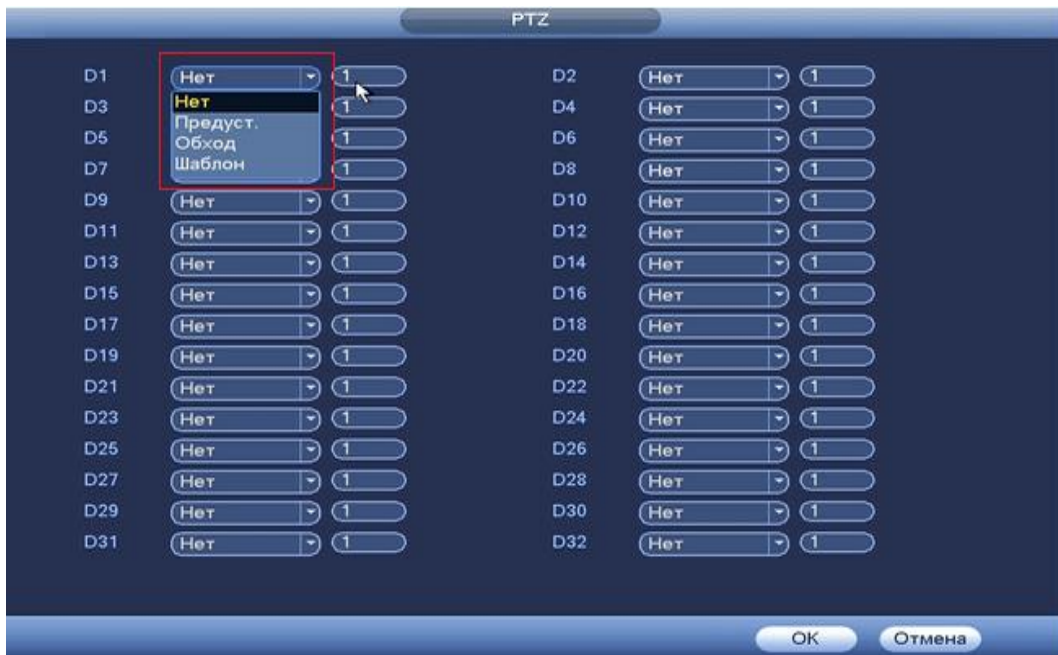 PTZ
D1 Нет 1 D2 Нет 1
D3 Нет 1 D4 Нет 1
D5 Предуст. Обход 1 D6 Нет 1
D7 Шаблон 1 D8 Нет 1
D9 Нет 1 D10 Нет 1
D11 Нет 1 D12 Нет 1
D13 Нет 1 D14 Нет 1
D15 Нет 1 D16 Нет 1
D17 Нет 1 D18 Нет 1
D19 Нет 1 D20 Нет 1
D21 Нет 1 D22 Нет 1
D23 Нет 1 D24 Нет 1
D25 Нет 1 D26 Нет 1
D27 Нет 1 D28 Нет 1
D29 Нет 1 D30 Нет 1
D31 Нет 1 D32 Нет 1
OK Отмена